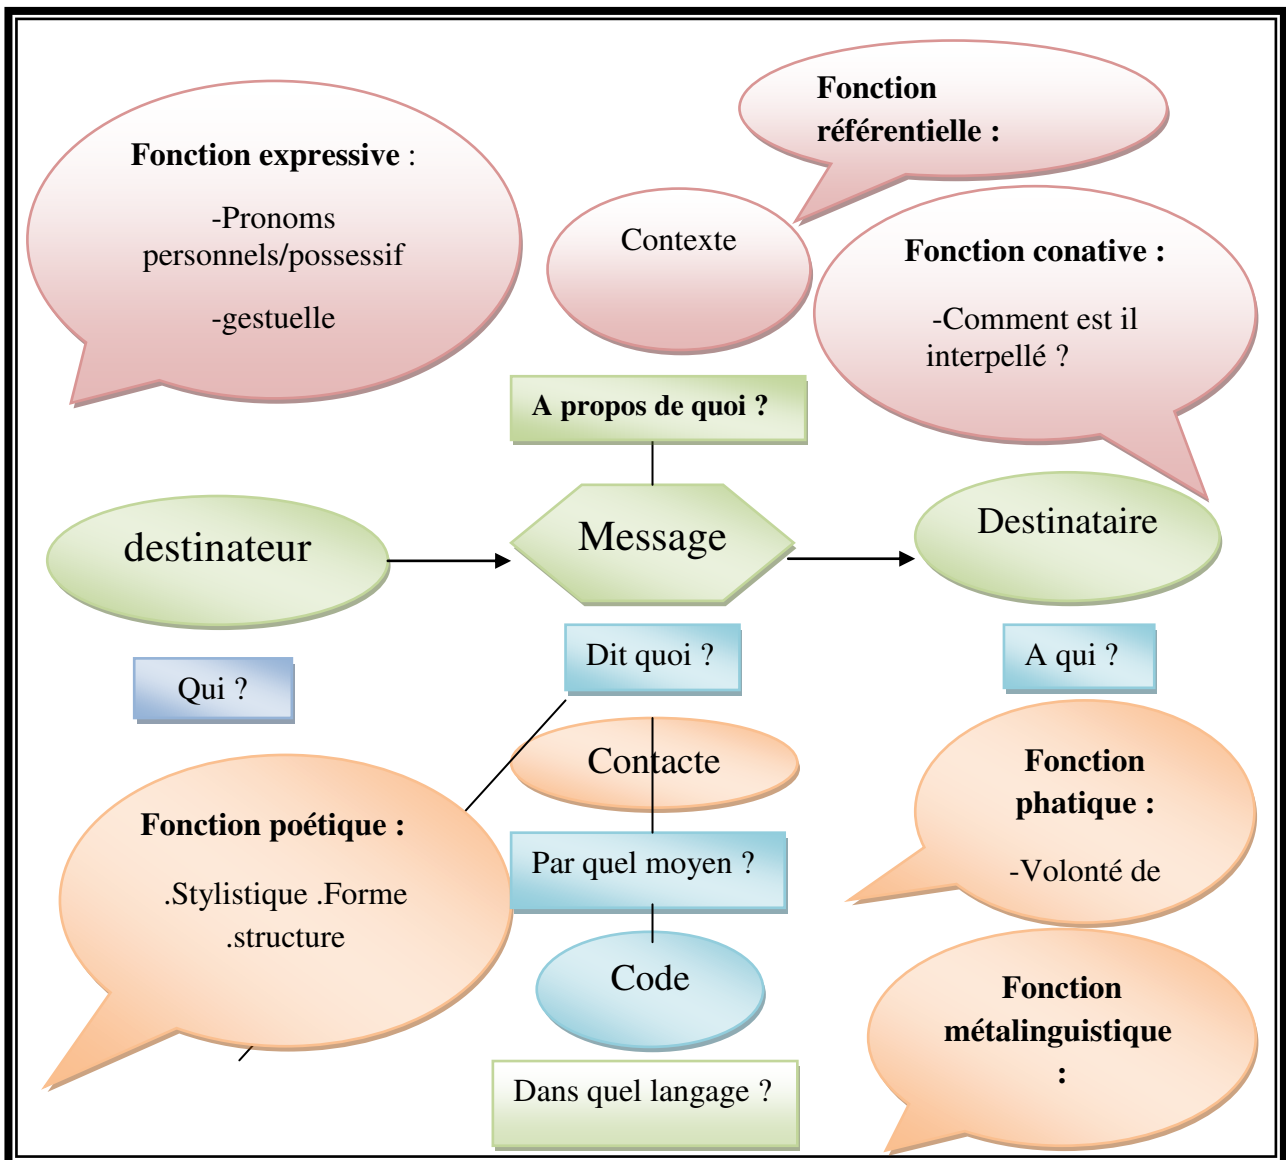 Fonction
référentielle :
Fonction expressive :
-Pronoms
personnels/possessif
-gestuelle
Contexte
Fonction conative :
-Comment est il
interpellé ?
A propos de quoi ?
destinateur
Message
Destinataire
Qui ?
Dit quoi ?
A qui ?
Contacte
Fonction
phatique :
-Volonté de
Fonction poétique :
.Stylistique .Forme
.structure
Par quel moyen ?
Code
Fonction
métalinguistique
:
Dans quel langage ?